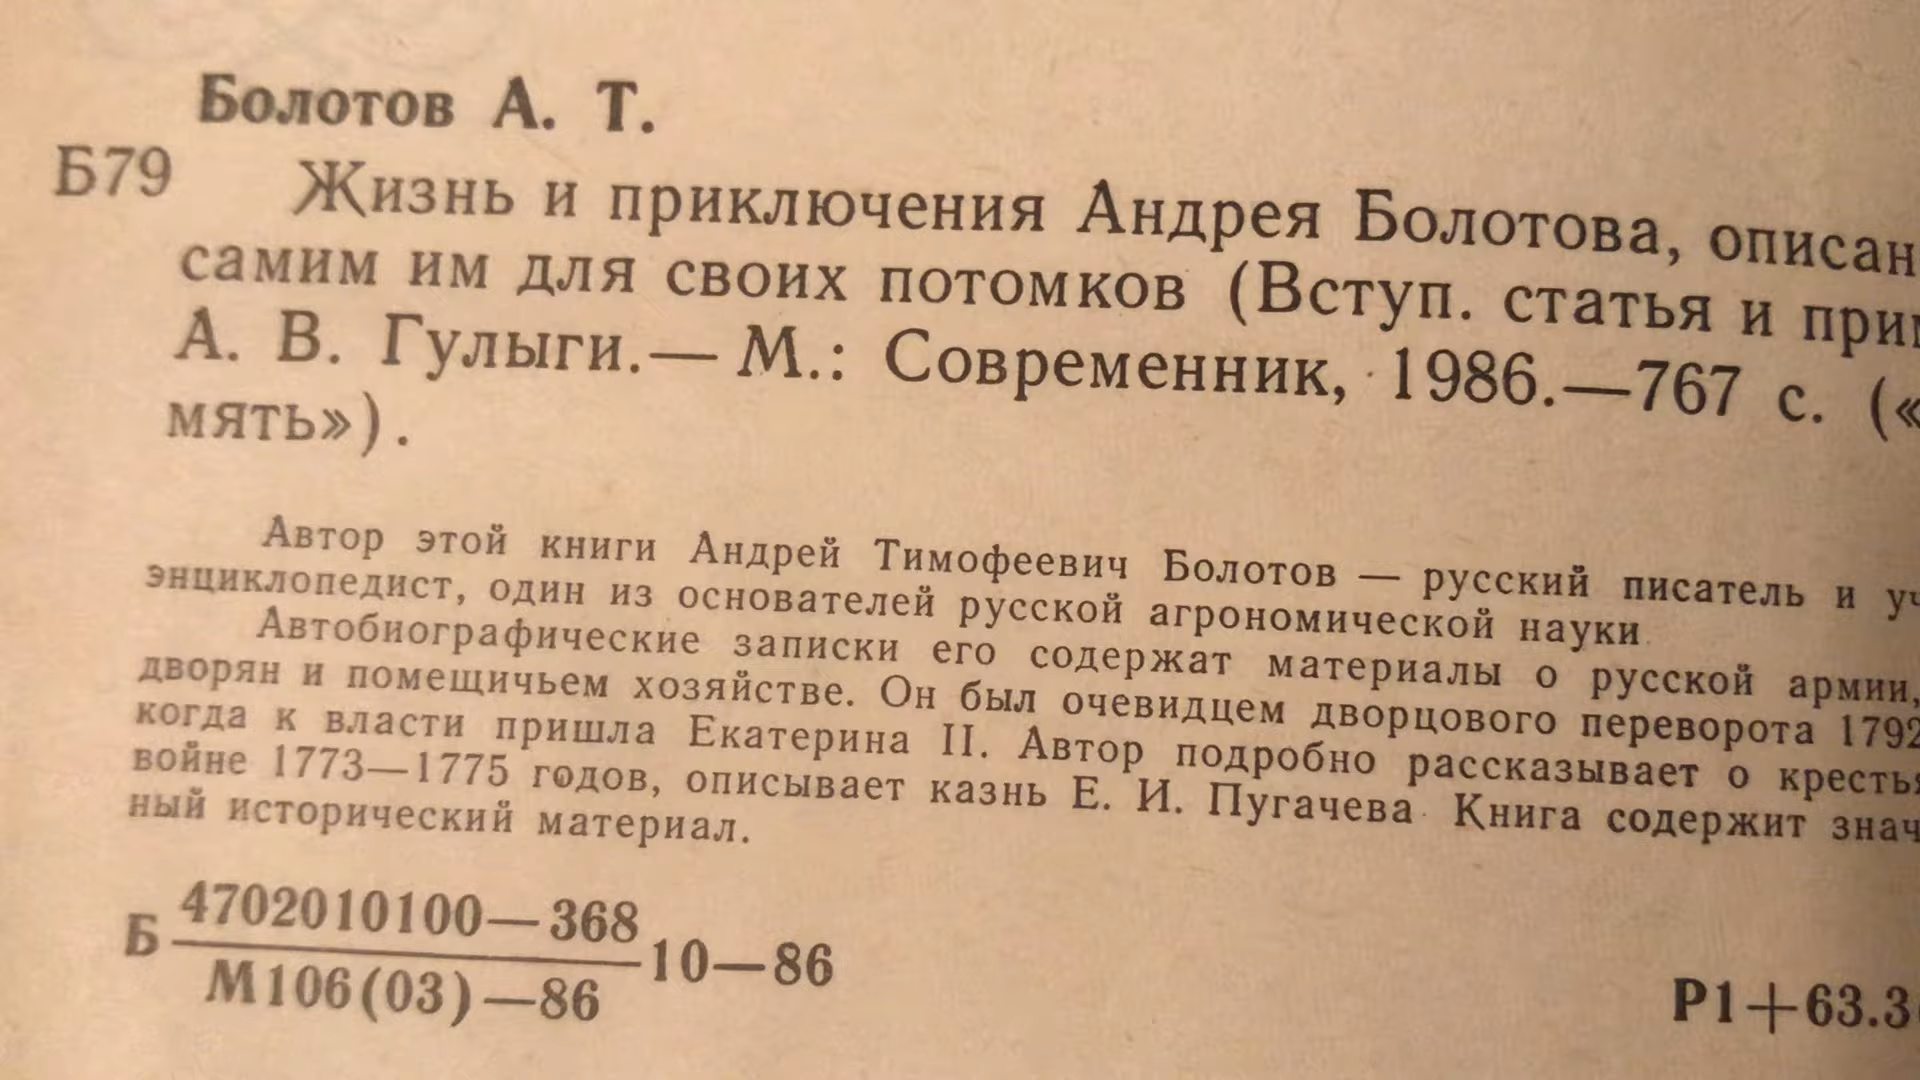 Болотов А. Т.
Б79 Жизнь и приключения Андрея Болотова, описан
самим им для своих потомков (Вступ. статья и прим
А. В. Гулыги.— М.: Современник, 1986.—767 с. («
мять»).
Автор этой книги Андрей Тимофеевич Болотов — русский писатель и уч
энциклопедист, один из основателей русской агрономической науки
Автобиографические записки его содержат материалы о русской армии,
дворян и помещичьем хозяйстве. Он был очевидцем дворцового переворота 1792
когда к власти пришла Екатерина II. Автор подробно рассказывает о крестья
войне 1773—1775 годов, описывает казнь Е. И. Пугачева Книга содержит знач
ный исторический материал.
Б 4702010100—368
М106(03)—86
10—86
Р1+63.3